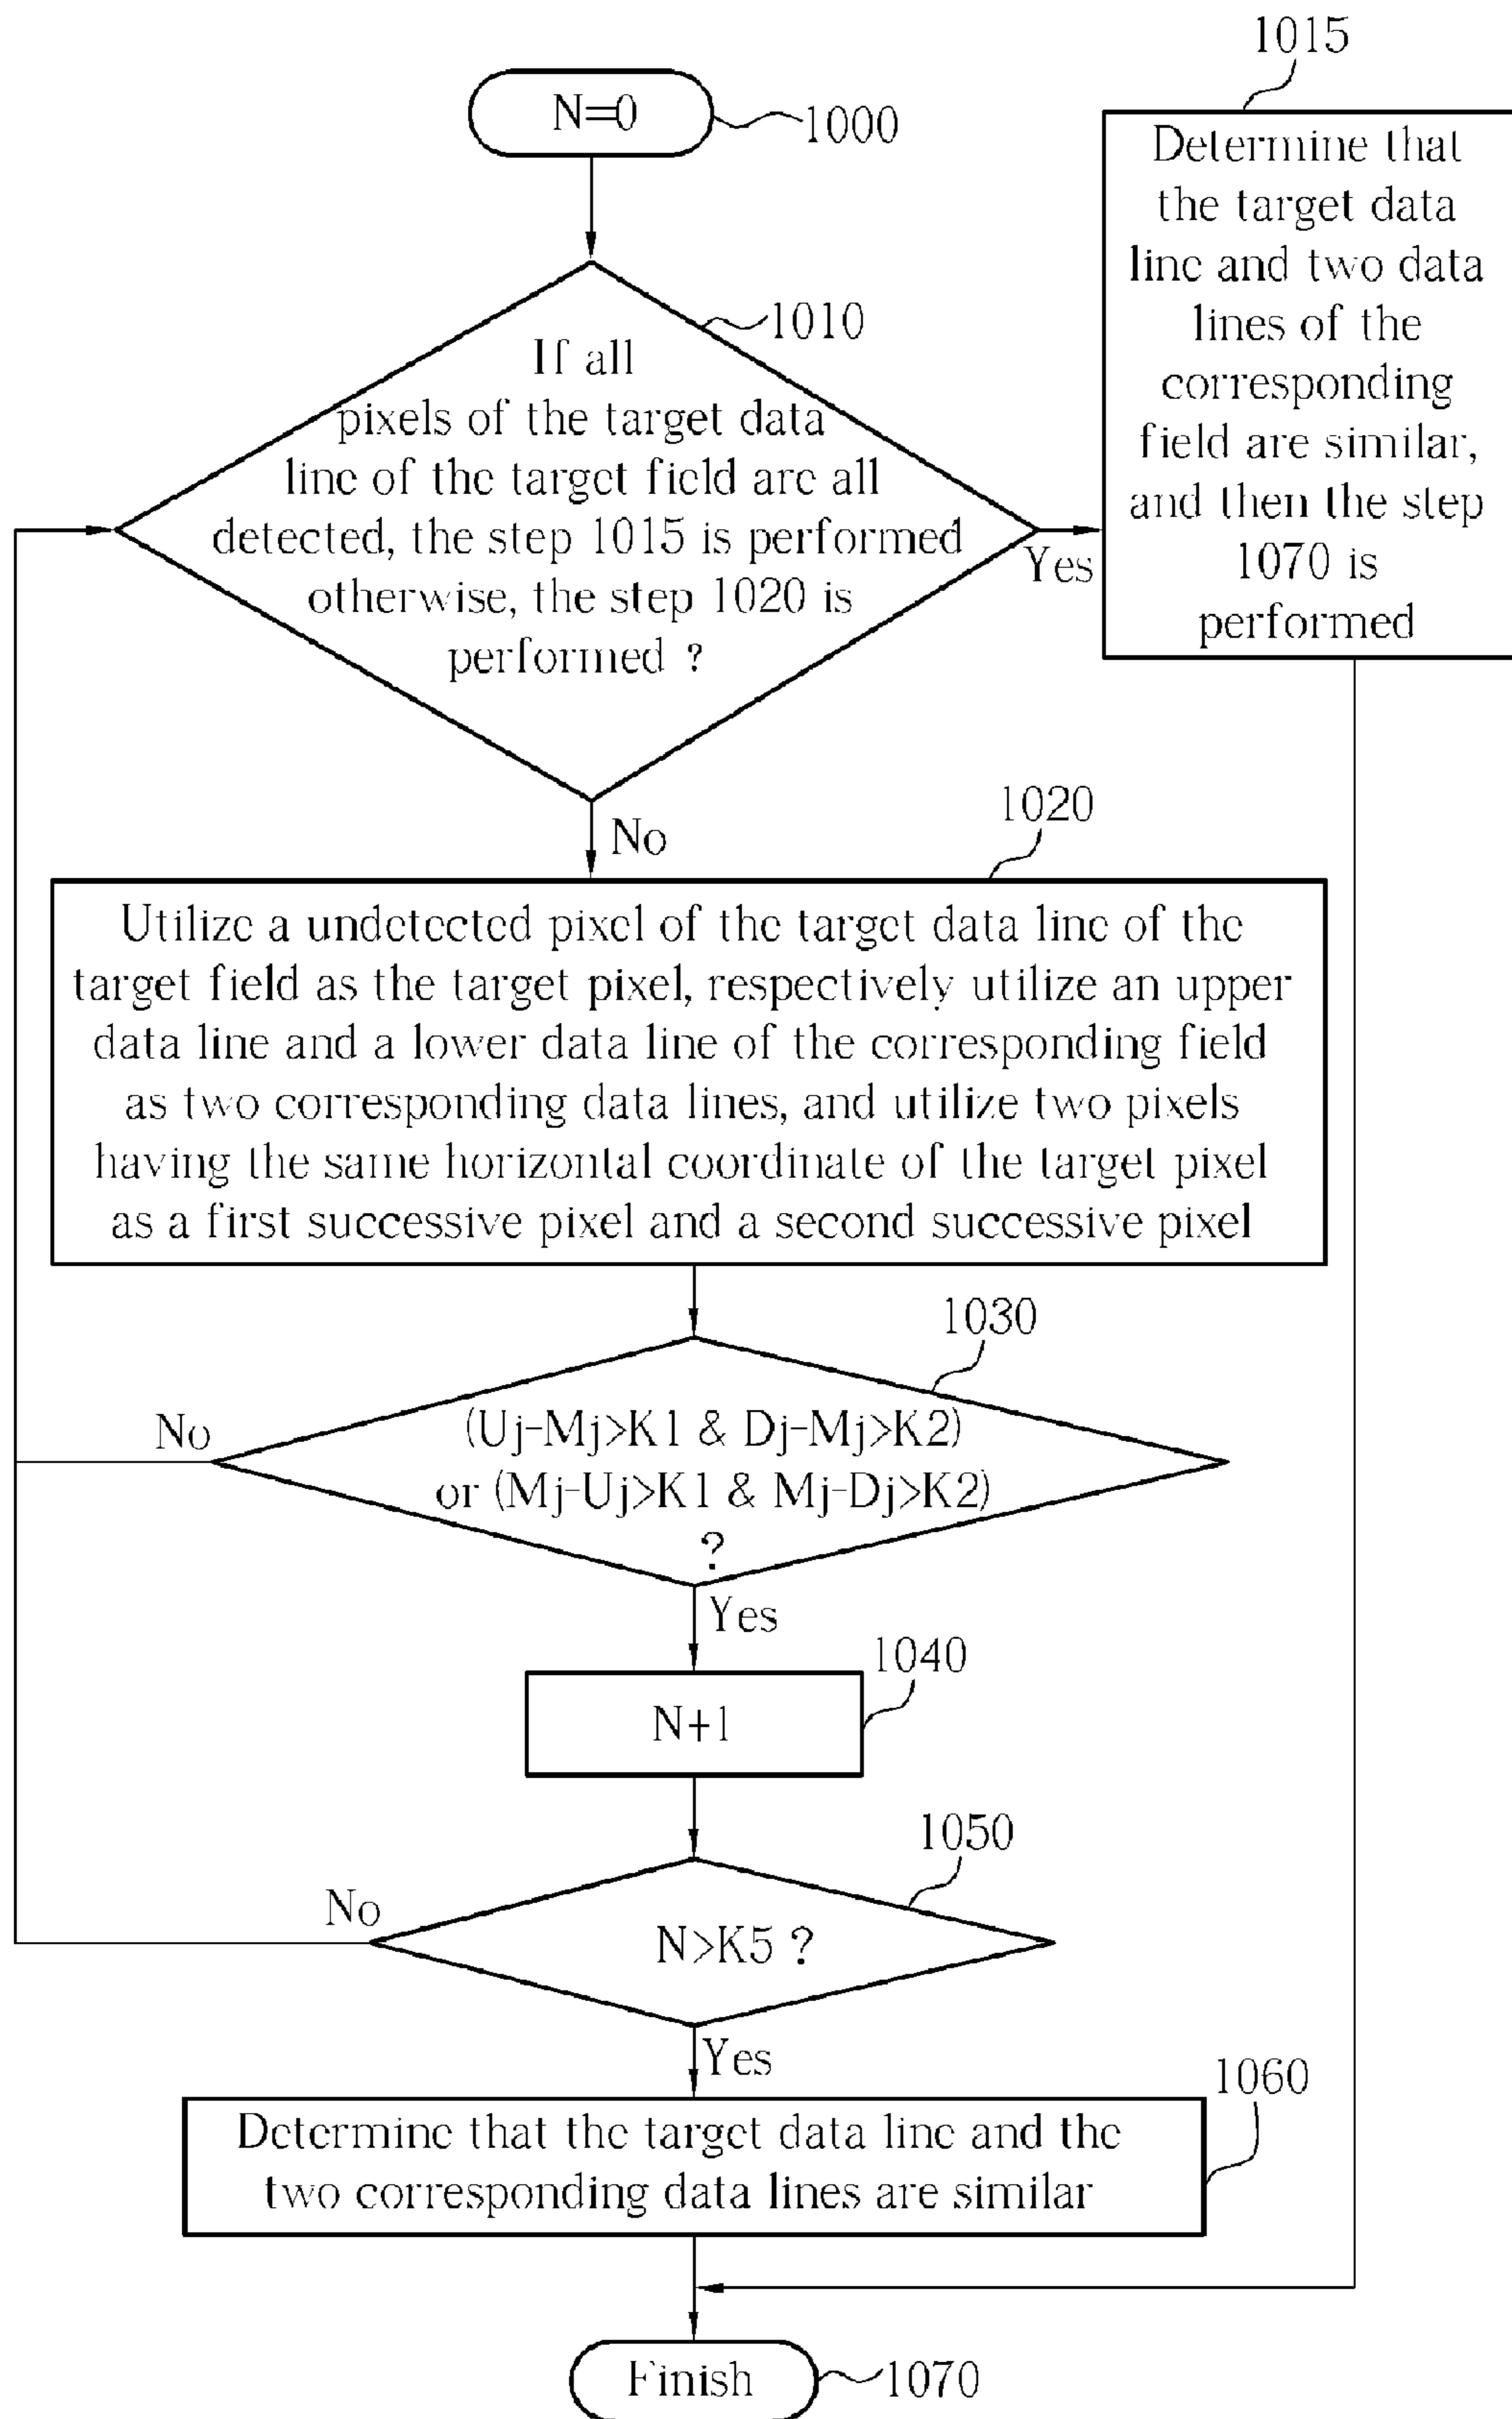 1015
N=0
1000
Determine that
the target data
line and two data
lines of the
corresponding
field are similar,
and then the step
1070 is
performed
1010
If all
pixels of the target data
line of the target field are all
detected, the step 1015 is performed
otherwise, the step 1020 is
performed ?
Yes
No
1020
Utilize a undetected pixel of the target data line of the
target field as the target pixel, respectively utilize an upper
data line and a lower data line of the corresponding field
as two corresponding data lines, and utilize two pixels
having the same horizontal coordinate of the target pixel
as a first successive pixel and a second successive pixel
1030
No
(Uj-Mj>K1 & Dj-Mj>K2)
or (Mj-Uj>K1 & Mj-Dj>K2)
?
Yes
1040
N+1
1050
No
N>K5 ?
Yes
1060
Determine that the target data line and the
two corresponding data lines are similar
Finish
1070